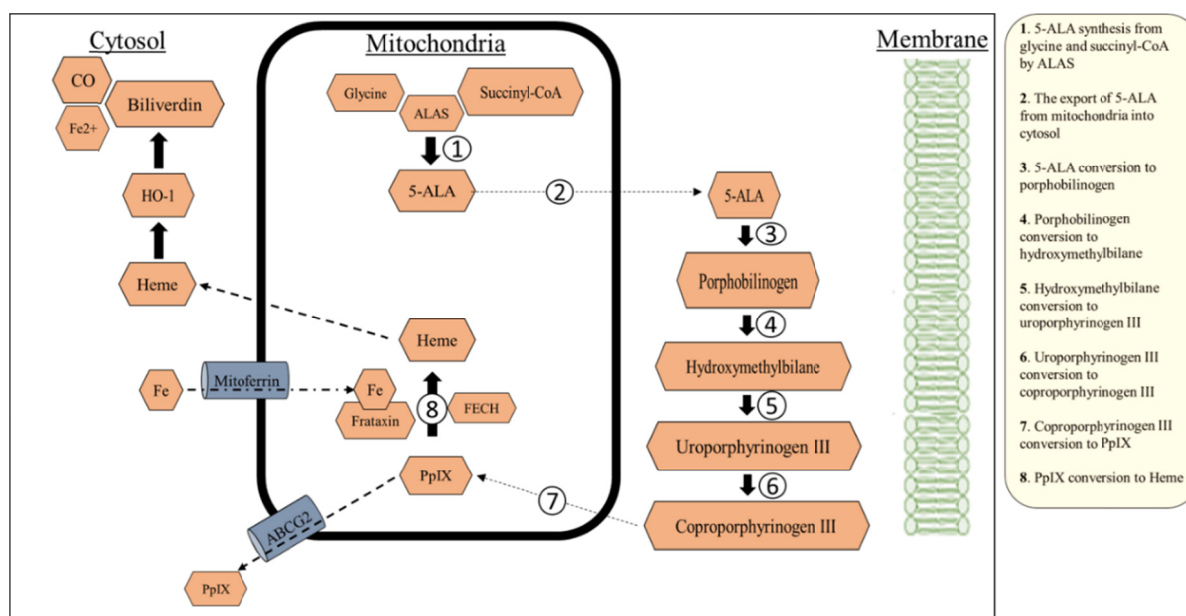 Cytosol
Mitochondria
Membrane
CO
Biliverdin
Fe2+
HO-1
Heme
Glycine
Succinyl-CoA
ALAS
1
5-ALA
2
5-ALA
3
Porphobilinogen
4
Hydroxymethylbilane
5
Uroporphyrinogen III
6
Coproporphyrinogen III
7
Heme
Fe
Mitoferrin
Fe
Frataxin
8
FECH
PpIX
ABCG2
PpIX
1. 5-ALA synthesis from
glycine and succinyl-CoA
by ALAS
2. The export of 5-ALA
from mitochondria into
cytosol
3. 5-ALA conversion to
porphobilinogen
4. Porphobilinogen
conversion to
hydroxymethylbilane
5. Hydroxymethylbilane
conversion to
uroporphyrinogen III
6. Uroporphyrinogen III
conversion to
coproporphyrinogen III
7. Coproporphyrinogen III
conversion to PpIX
8. PpIX conversion to Heme